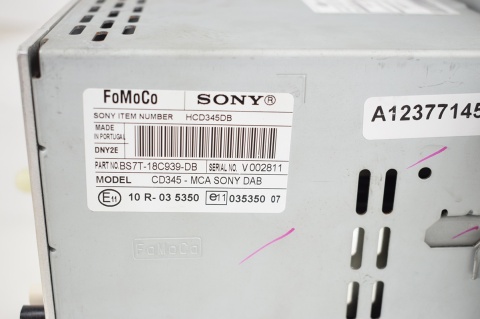 FoMoCo SONY®
SONY ITEM NUMBER HCD345DB
MADE
IN PORTUGAL
DNY2E
PART NO. BS7T-18C939-DB SERIAL NO. V 002811
MODEL CD345 - MCA SONY DAB
E11 10 R- 03 5350 e11 035350 07
A12377145
FoMoCo